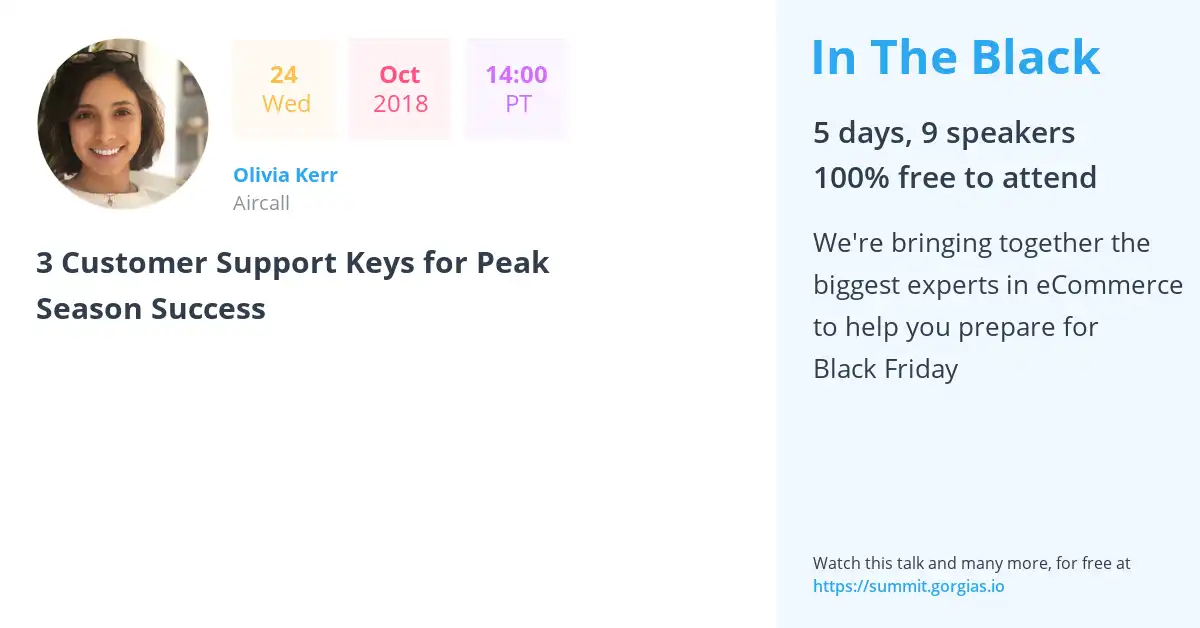 24
Wed
Oct
2018
14:00
PT
Olivia Kerr
Aircall
3 Customer Support Keys for Peak
Season Success
In The Black
5 days, 9 speakers
100% free to attend
We're bringing together the
biggest experts in eCommerce
to help you prepare for
Black Friday
Watch this talk and many more, for free at
https://summit.gorgias.io